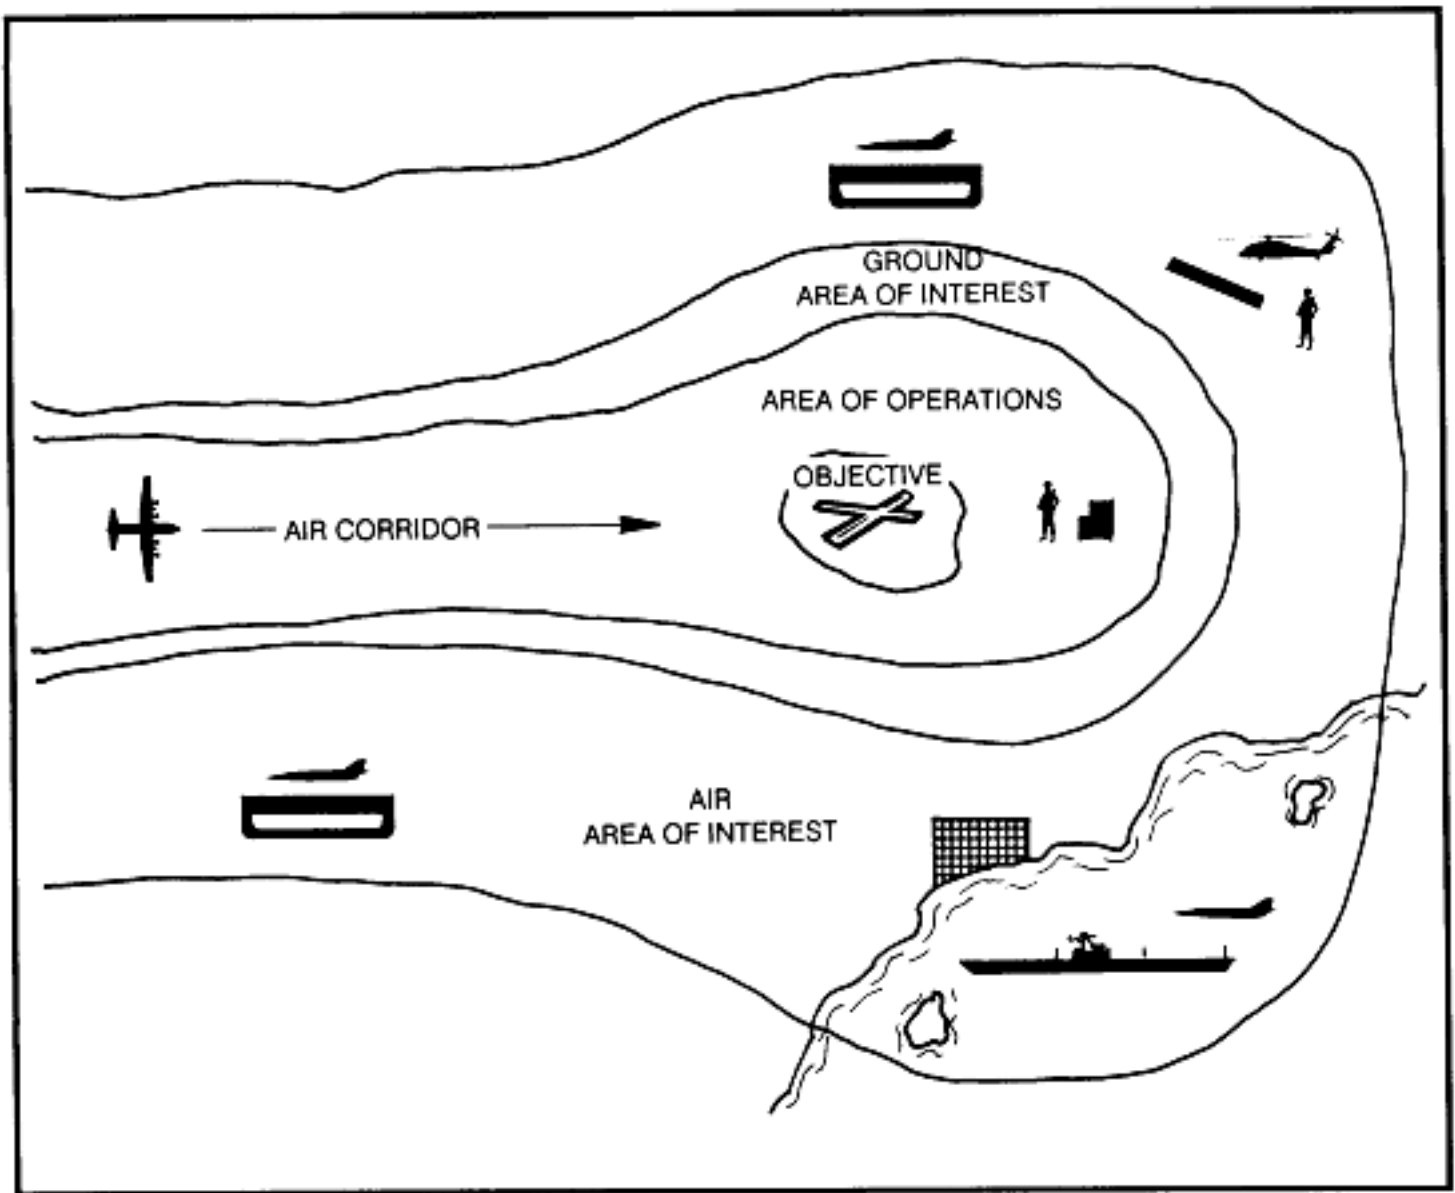 GROUND
AREA OF INTEREST
AREA OF OPERATIONS
OBJECTIVE
AIR CORRIDOR
AIR
AREA OF INTEREST